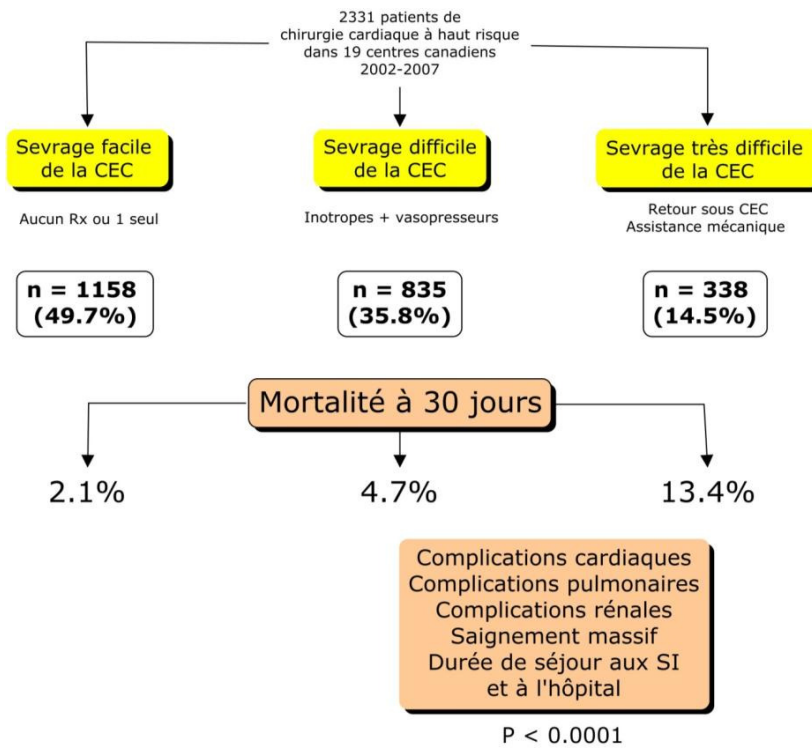 2331 patients de
chirurgie cardiaque à haut risque
dans 19 centres canadiens
2002-2007
Sevrage facile
de la CEC
Sevrage difficile
de la CEC
Sevrage très difficile
de la CEC
Aucun Rx ou 1 seul
Inotropes + vasopresseurs
Retour sous CEC
Assistance mécanique
n = 1158
(49.7%)
n = 835
(35.8%)
n = 338
(14.5%)
Mortalité à 30 jours
2.1%
4.7%
13.4%
Complications cardiaques
Complications pulmonaires
Complications rénales
Saignement massif
Durée de séjour aux SI
et à l'hôpital
P < 0.0001